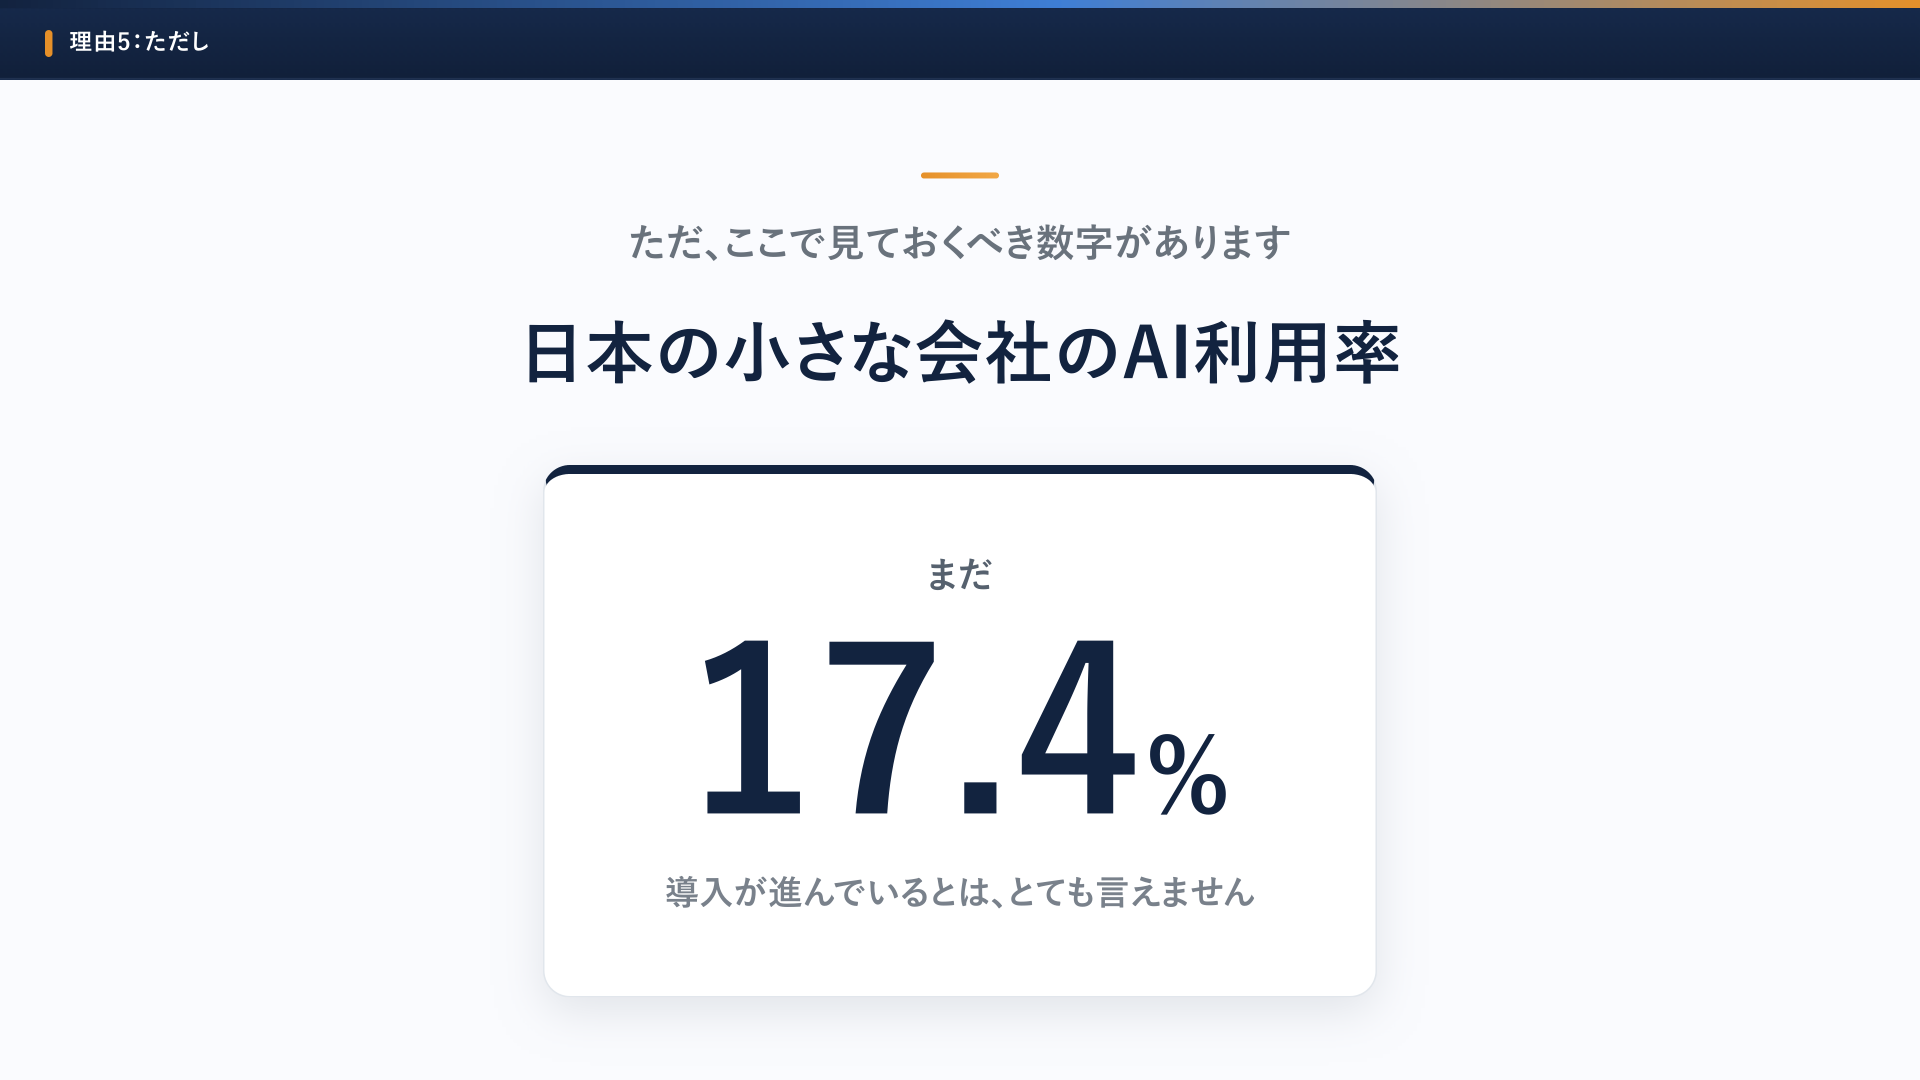 理由5：ただし
ただ、ここで見ておくべき数字があります
日本の小さな会社のAI利用率
まだ
17.4%
導入が進んでいるとは、とても言えません